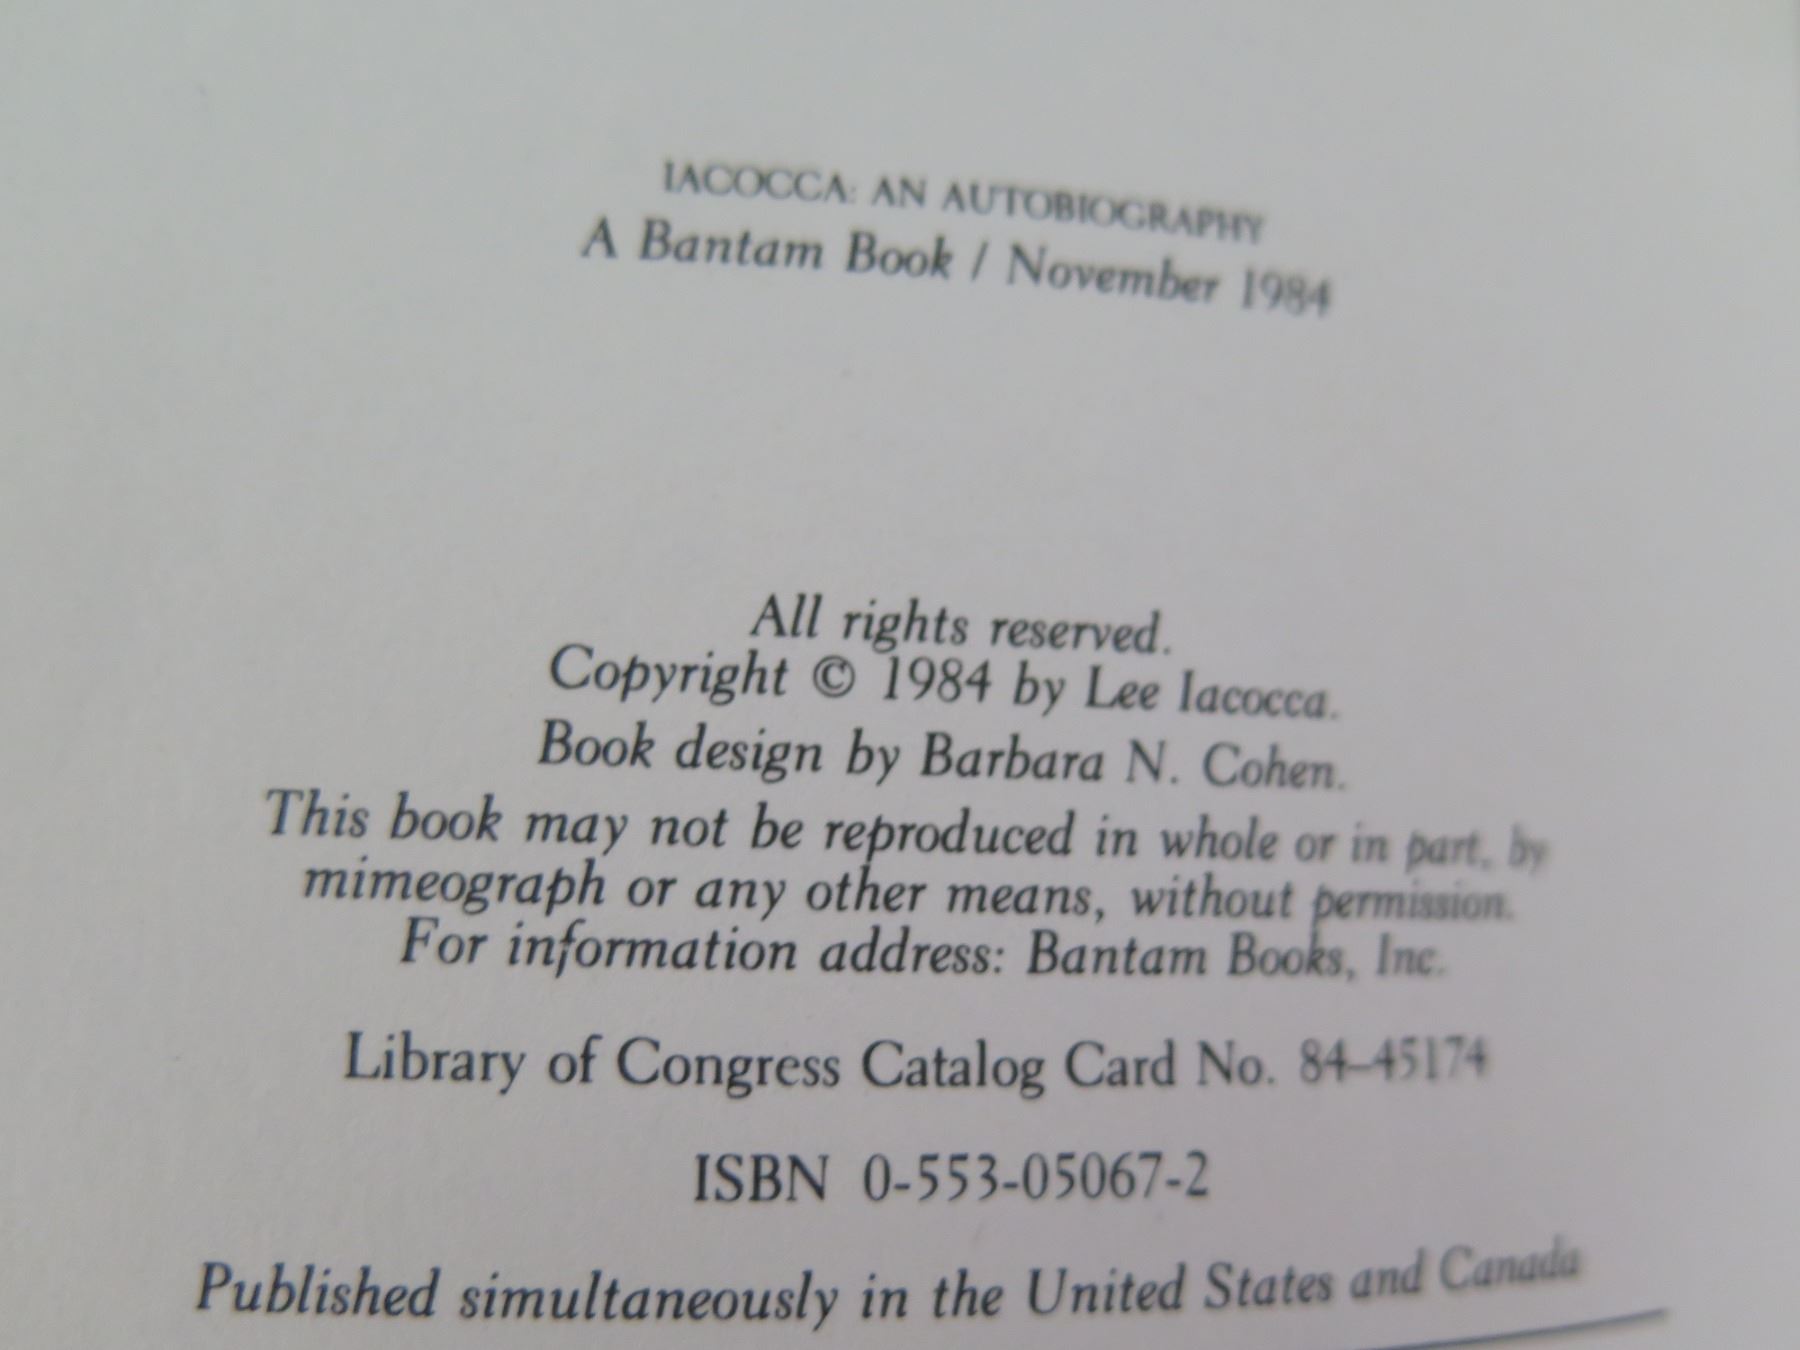 IACOCCA: AN AUTOBIOGRAPHY
A Bantam Book / November 1984
All rights reserved.
Copyright © 1984 by Lee Iacocca.
Book design by Barbara N. Cohen.
This book may not be reproduced in whole or in part, by
mimeograph or any other means, without permission.
For information address: Bantam Books, Inc.
Library of Congress Catalog Card No. 84–45174
ISBN 0-553-05067-2
Published simultaneously in the United States and Canada